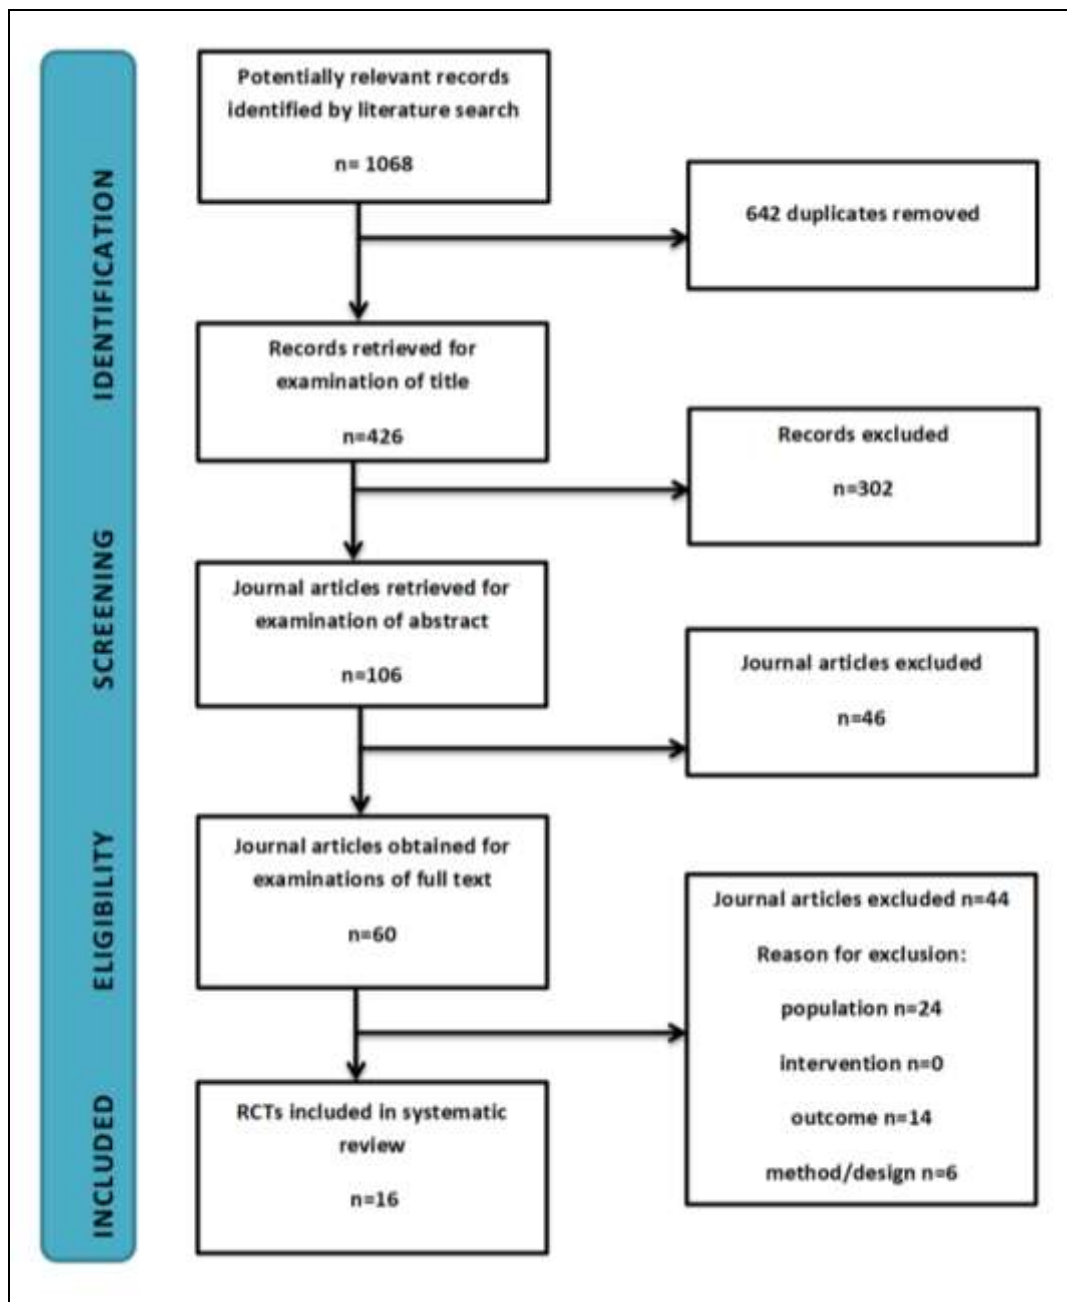 IDENTIFICATION
SCREENING
ELIGIBILITY
INCLUDED
Potentially relevant records
identified by literature search
n= 1068
642 duplicates removed
Records retrieved for
examination of title
n=426
Records excluded
n=302
Journal articles retrieved for
examination of abstract
n=106
Journal articles excluded
n=46
Journal articles obtained for
examinations of full text
n=60
Journal articles excluded n=44
Reason for exclusion:
population n=24
intervention n=0
outcome n=14
method/design n=6
RCTs included in systematic
review
n=16